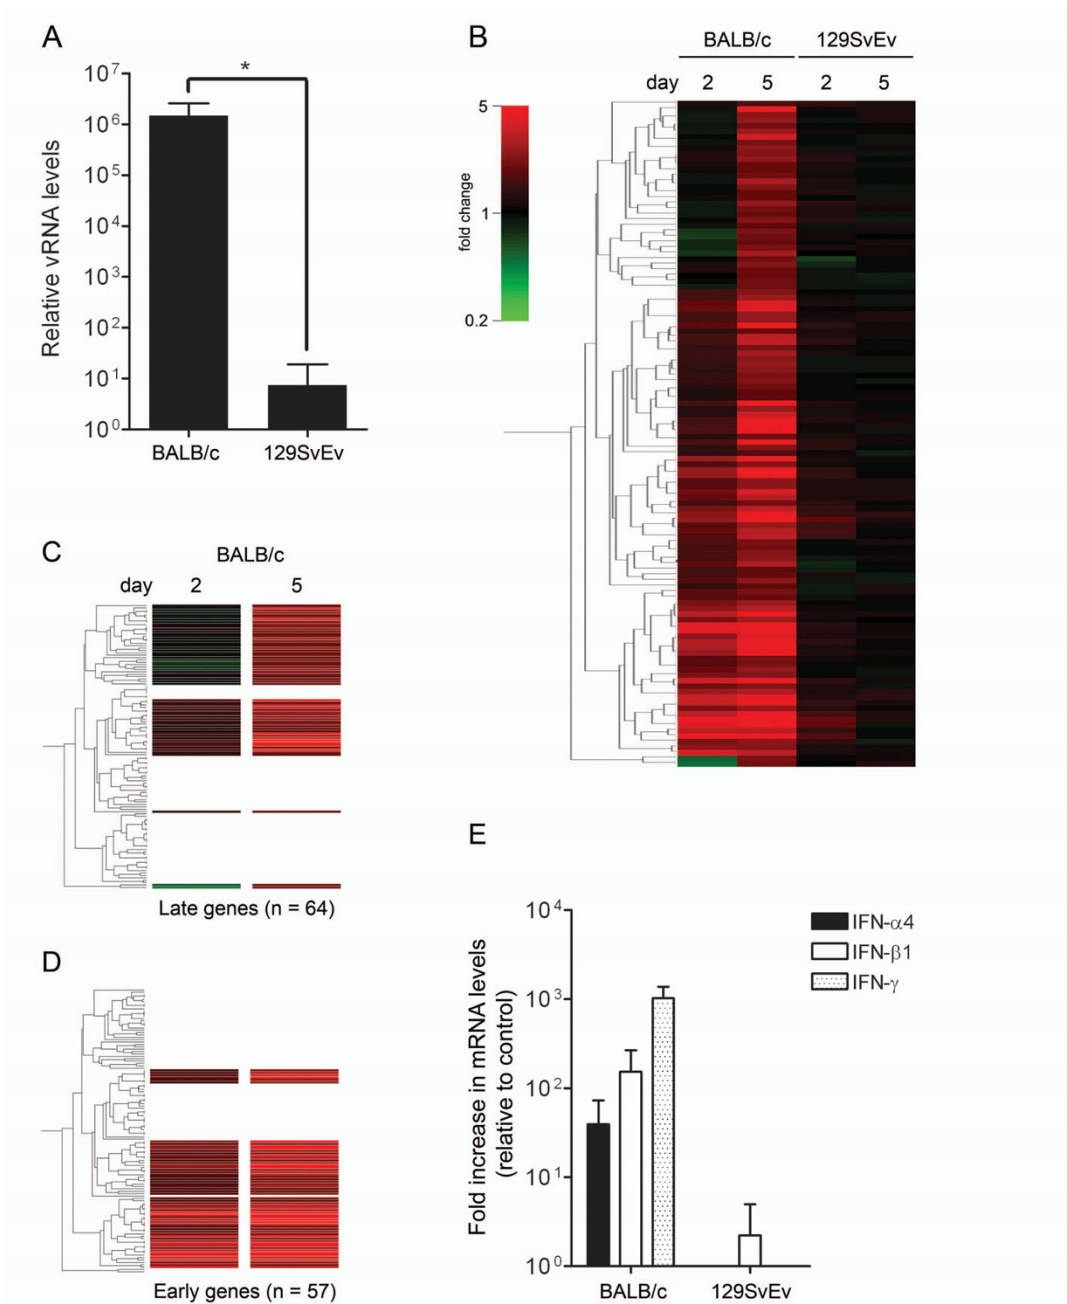 A
10^7
10^6
10^5
10^4
10^3
10^2
10^1
10^0
Relative vRNA levels
*
BALB/c 129SvEv
B
BALB/c 129SvEv
day 2 5 2 5
5
1
0.2
fold change
C
BALB/c
day 2 5
Late genes (n = 64)
D
Early genes (n = 57)
E
10^4
10^3
10^2
10^1
10^0
Fold increase in mRNA levels
(relative to control)
IFN-α4
IFN-β1
IFN-γ
BALB/c 129SvEv